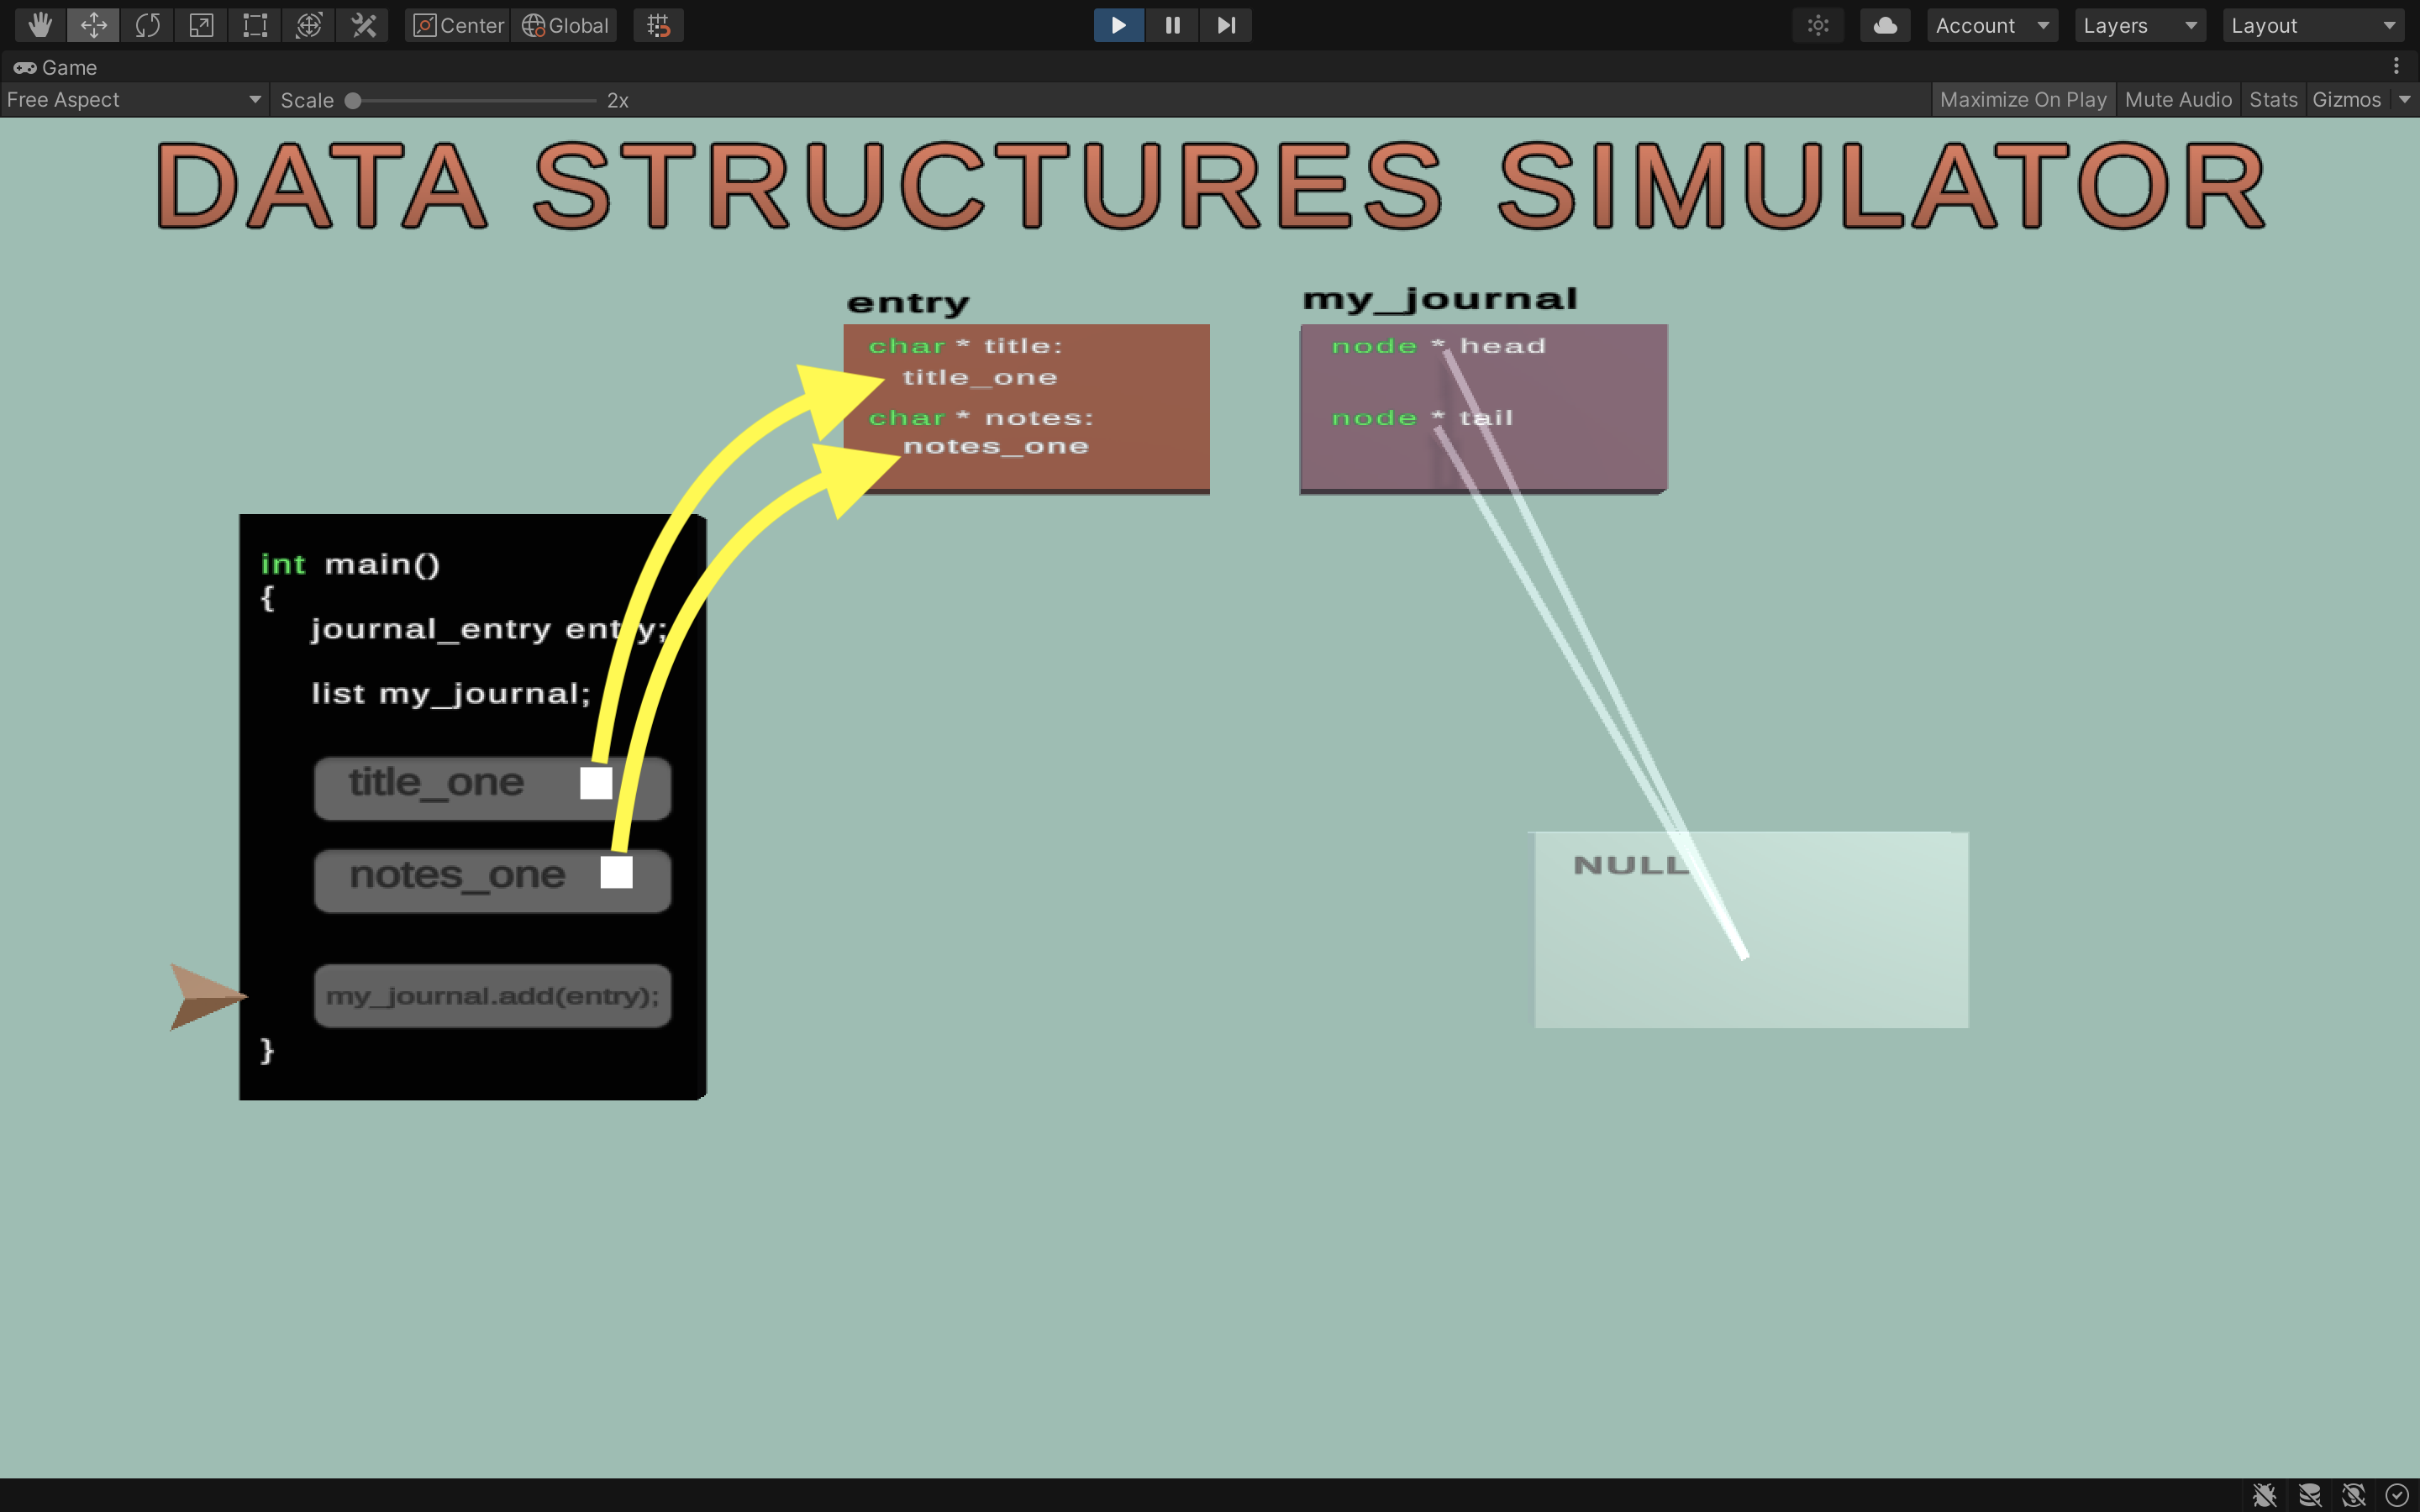 Center Global
Account Layers Layout
Game
Free Aspect Scale 2x Maximize On Play Mute Audio Stats Gizmos
DATA STRUCTURES SIMULATOR
entry
char * title:
title_one
char * notes:
notes_one
my_journal
node * head
node * tail
int main()
{
journal_entry entry;
list my_journal;
title_one
notes_one
my_journal.add(entry);
}
NULL